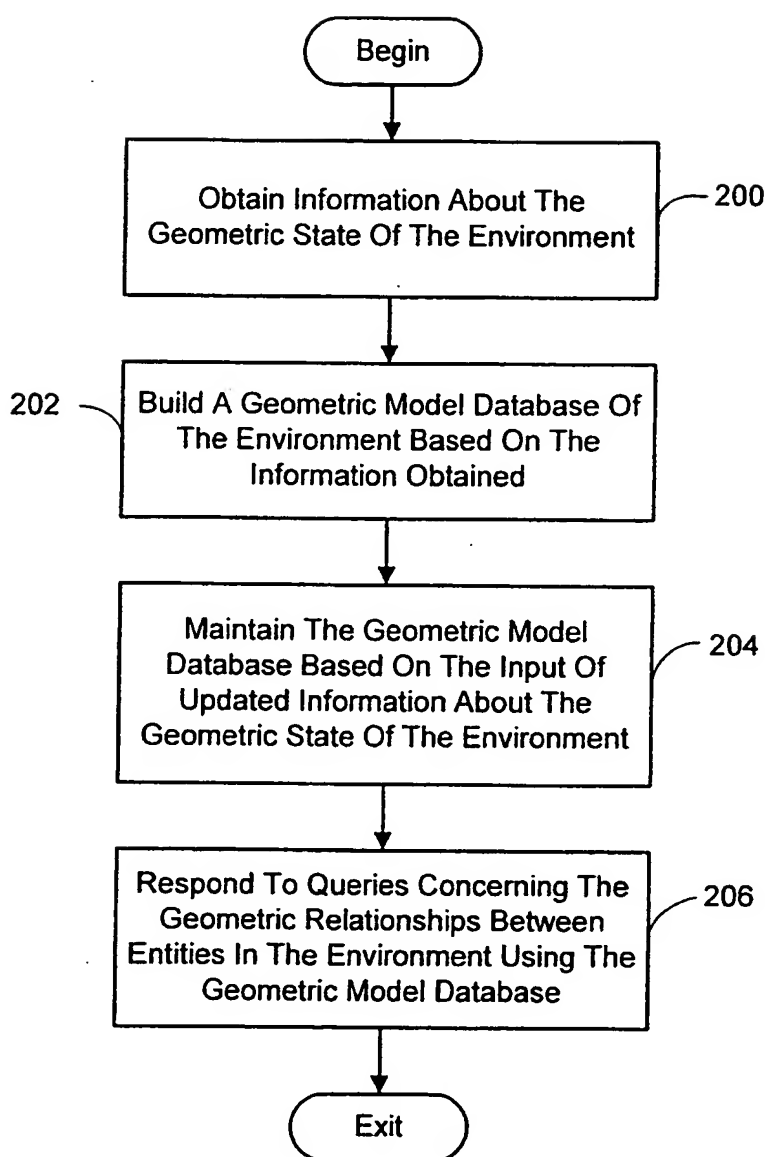 Begin
Obtain Information About The
Geometric State Of The Environment
200
202
Build A Geometric Model Database Of
The Environment Based On The
Information Obtained
Maintain The Geometric Model
Database Based On The Input Of
Updated Information About The
Geometric State Of The Environment
204
Respond To Queries Concerning The
Geometric Relationships Between
Entities In The Environment Using The
Geometric Model Database
206
Exit